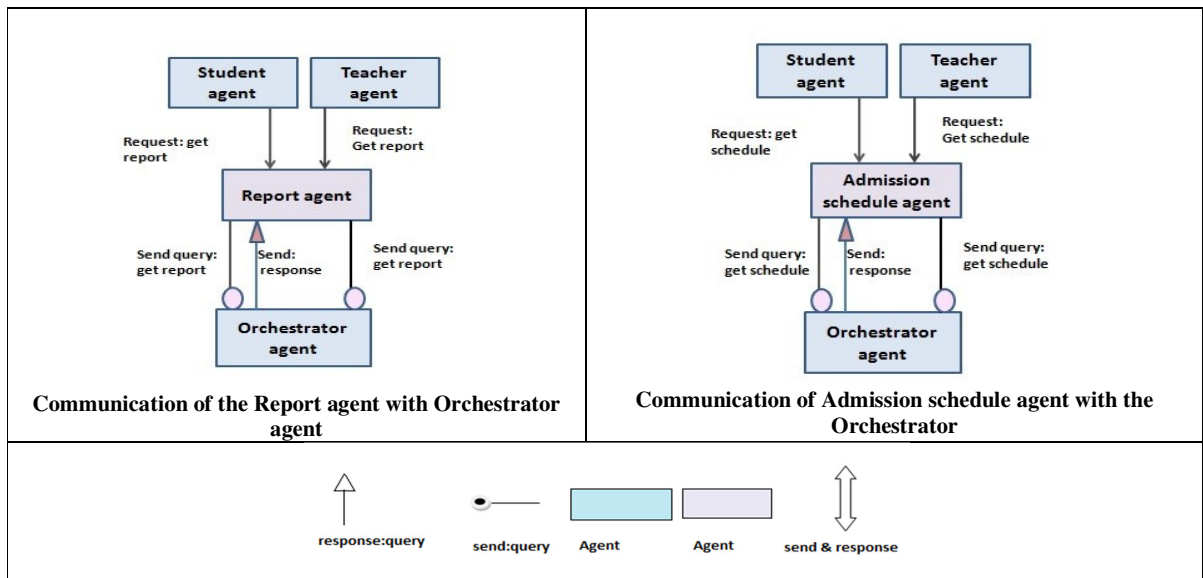 Student
agent
Teacher
agent
Request: get
report
Request:
Get report
Report agent
Send query:
get report
Send:
response
Send query:
get report
Orchestrator
agent
Communication of the Report agent with Orchestrator
agent
Student
agent
Teacher
agent
Request: get
schedule
Request:
Get schedule
Admission
schedule agent
Send query:
get schedule
Send:
response
Send query:
get schedule
Orchestrator
agent
Communication of Admission schedule agent with the
Orchestrator
response:query
send:query
Agent
Agent
send & response